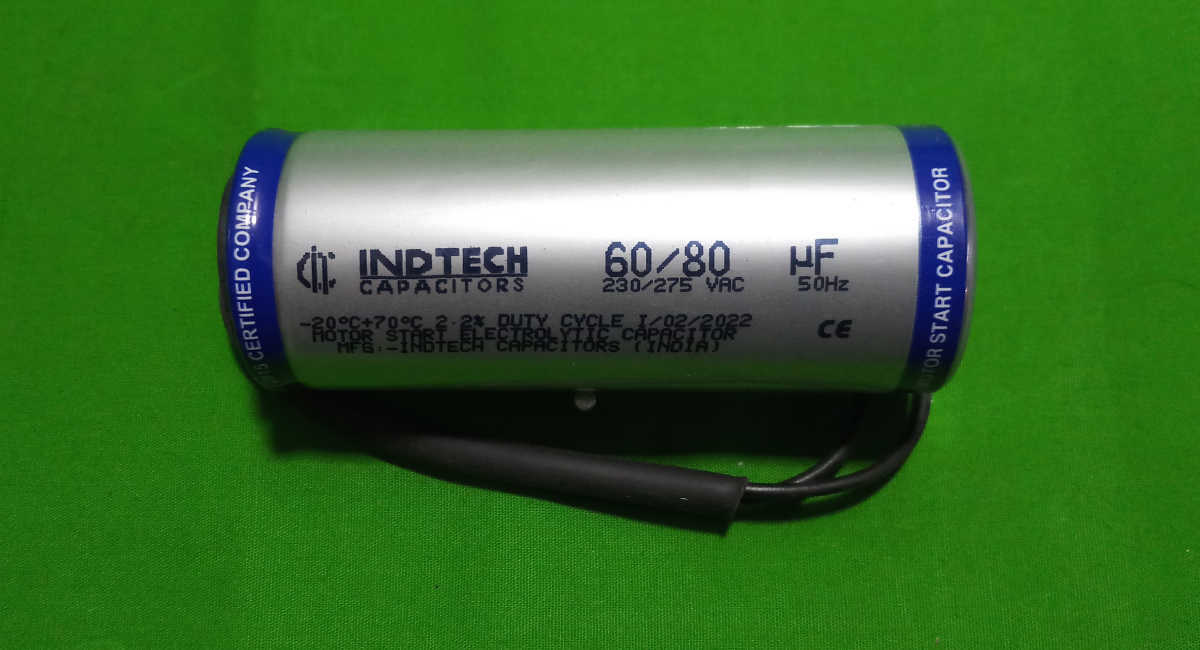 CERTIFIED COMPANY
INDTECH
CAPACITORS
60/80 µF
230/275 VAC 50Hz
-20°C+70°C 2.2% DUTY CYCLE I/02/2022
MOTOR START ELECTROLYTIC CAPACITOR
MFG:-INDTECH CAPACITORS (INDIA)
CE
MOTOR START CAPACITOR